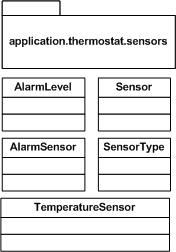 application.thermostat.sensors
AlarmLevel
Sensor
AlarmSensor
SensorType
TemperatureSensor